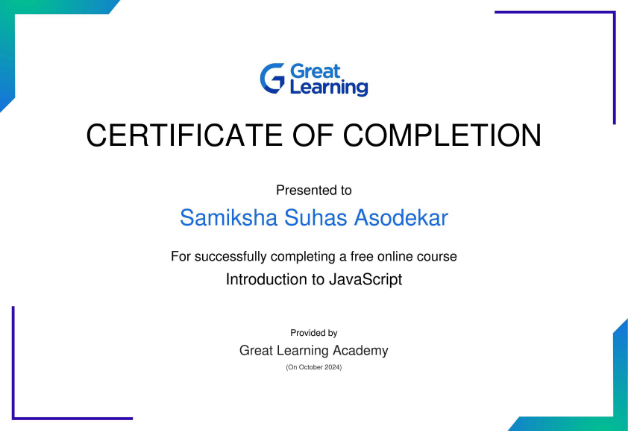 Great
Learning
CERTIFICATE OF COMPLETION
Presented to
Samiksha Suhas Asodekar
For successfully completing a free online course
Introduction to JavaScript
Provided by
Great Learning Academy
(On October 2024)